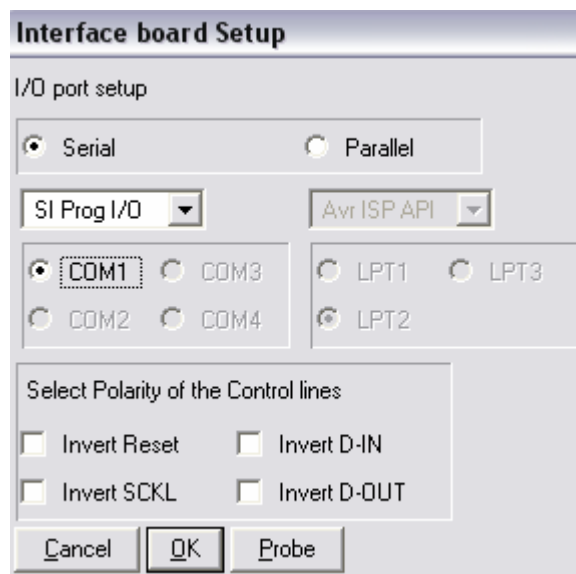 Interface board Setup
I/O port setup
Serial Parallel
SI Prog I/O Avr ISP API
COM1 COM3 LPT1 LPT3
COM2 COM4 LPT2
Select Polarity of the Control lines
Invert Reset Invert D-IN
Invert SCKL Invert D-OUT
Cancel OK Probe